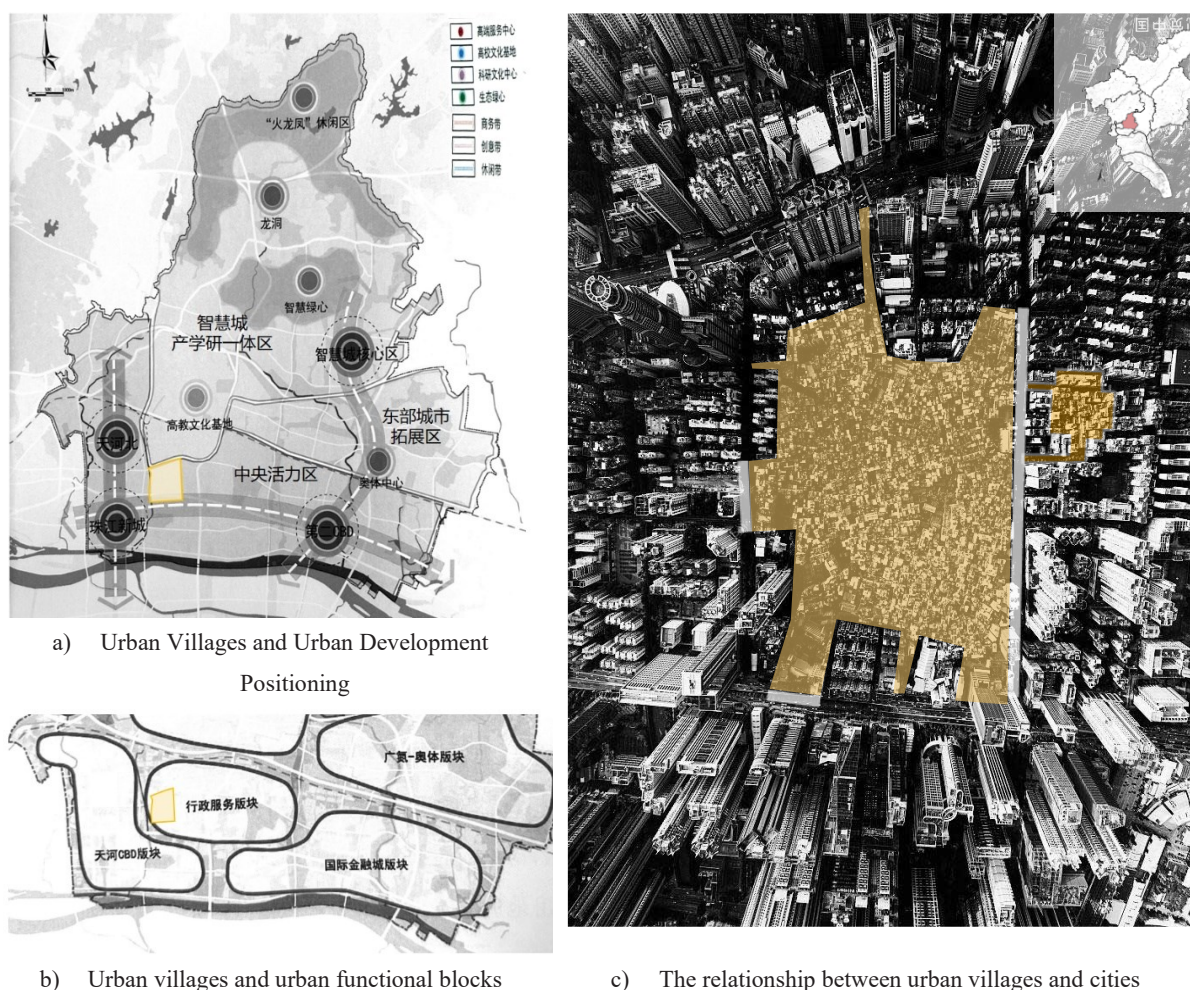 N
高端服务中心
高校文化基地
科研文化中心
生态绿心
商务带
创息带
休闲带
“火龙凤”休闲区
龙洞
智慧绿心
智慧城
产学研一体区
智慧城核心区
东部城市
拓展区
高教文化基地
天河北
中央活力区
奥体中心
珠江新城
第二CBD
a) Urban Villages and Urban Development
Positioning
广氮-奥体版块
行政服务版块
天河CBD版块
国际金融城版块
b) Urban villages and urban functional blocks
c) The relationship between urban villages and cities